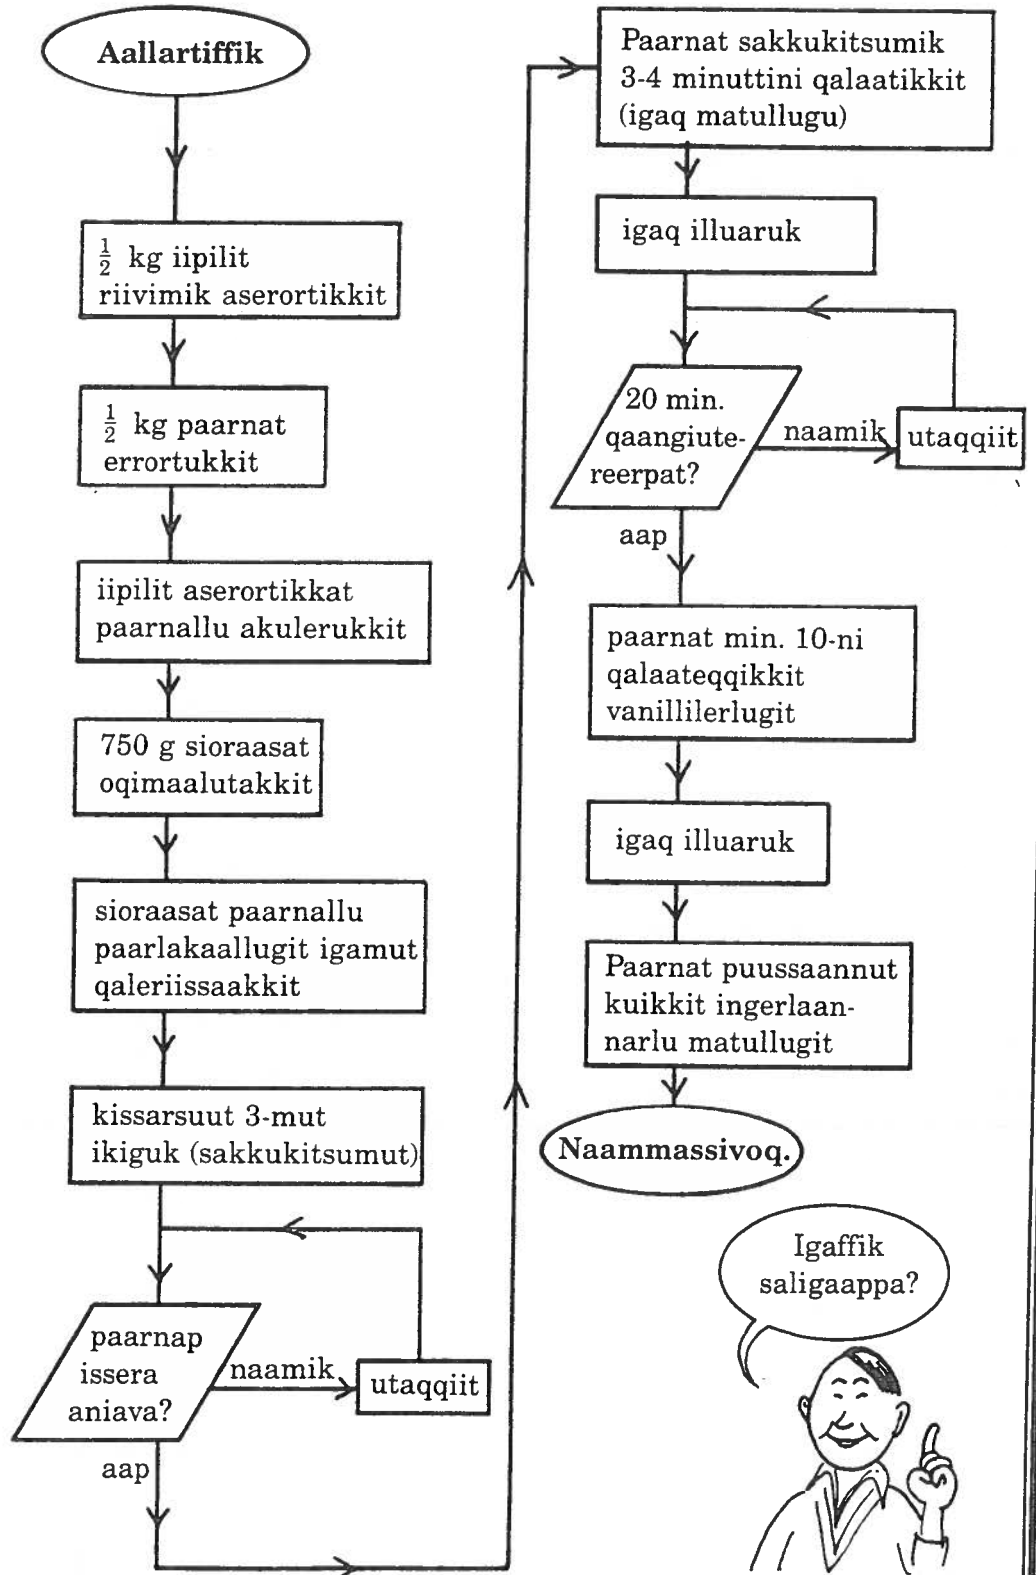 Aallartiffik
½ kg iipilit
riivimik aserortikkit
½ kg paarnat
errortukkit
iipilit aserortikkat
paarnallu akulerukkit
750 g sioraasat
oqimaalutakkit
sioraasat paarnallu
paarlakaallugit igamut
qaleriissaakkit
kissarsuut 3-mut
ikiguk (sakkukitsumut)
paarnap
issera
aniava?
naamik
utaqqiit
aap
Paarnat sakkukitsumik
3-4 minuttini qalaatikkit
(igaq matullugu)
igaq illuaruk
20 min.
qaangiute-
reerpat?
naamik
utaqqiit
aap
paarnat min. 10-ni
qalaateqqikkit
vanillilerlugit
igaq illuaruk
Paarnat puussaannut
kuikkit ingerlaan-
narlu matullugit
Naammassivoq.
Igaffik
saligaappa?